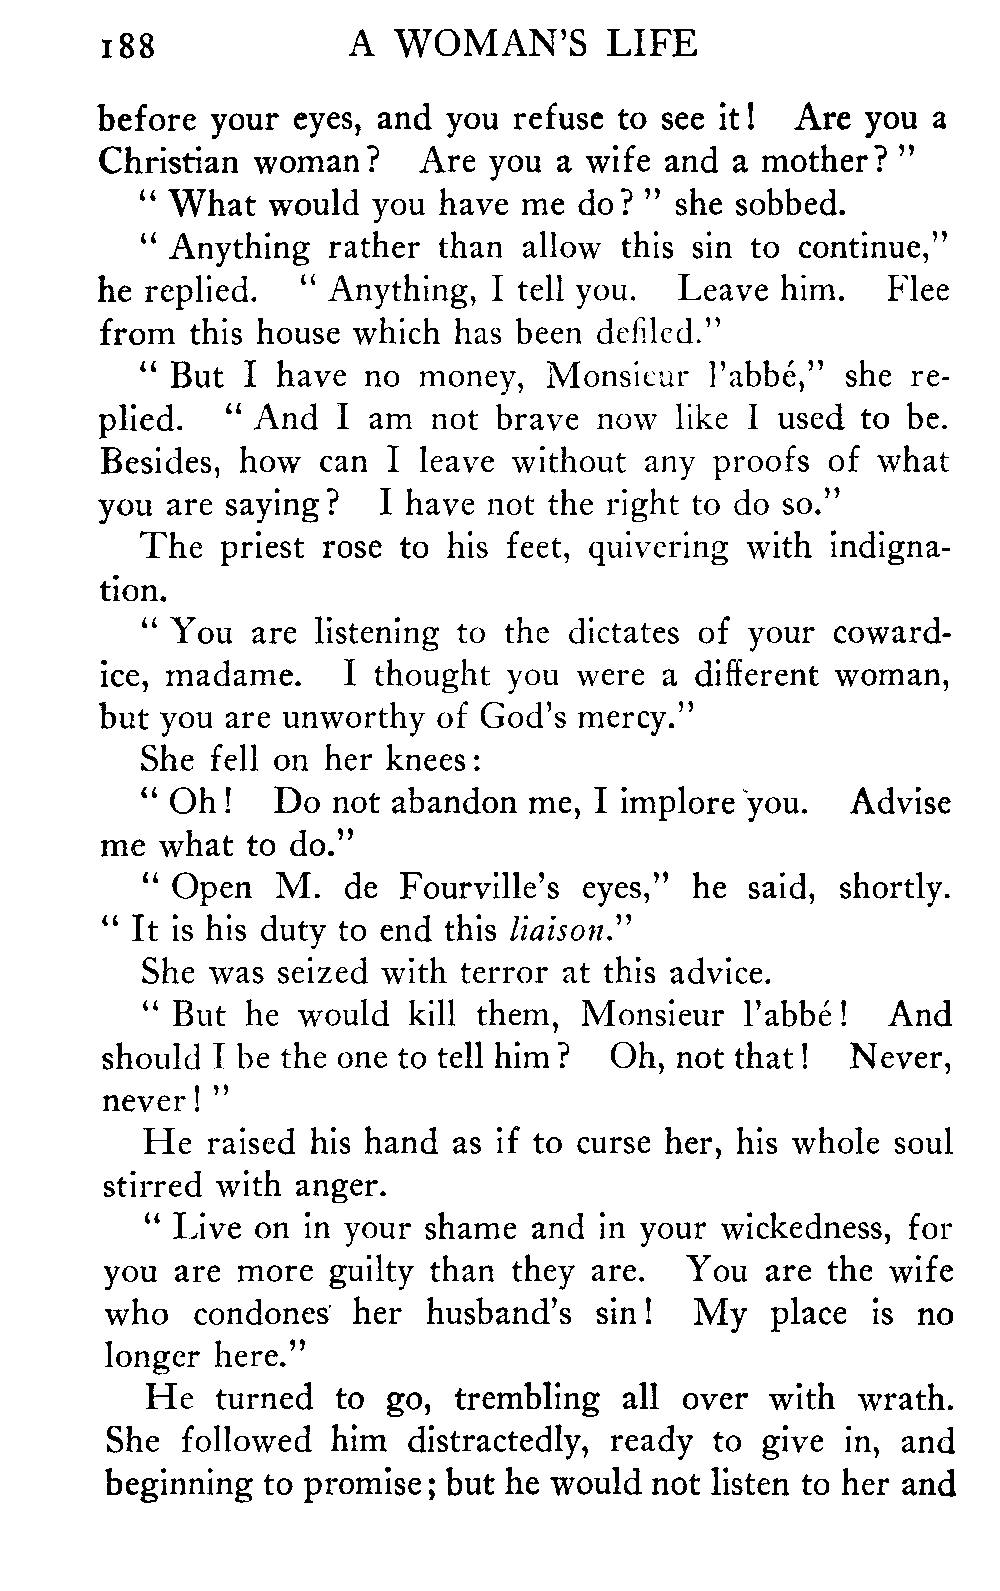 188 A WOMAN'S LIFE
before your eyes, and you refuse to see it! Are you a
Christian woman? Are you a wife and a mother?"
"What would you have me do?" she sobbed.
"Anything rather than allow this sin to continue,"
he replied. "Anything, I tell you. Leave him. Flee
from this house which has been defiled."
"But I have no money, Monsieur l'abbé," she re-
plied. "And I am not brave now like I used to be.
Besides, how can I leave without any proofs of what
you are saying? I have not the right to do so."
The priest rose to his feet, quivering with indigna-
tion.
"You are listening to the dictates of your coward-
ice, madame. I thought you were a different woman,
but you are unworthy of God's mercy."
She fell on her knees:
"Oh! Do not abandon me, I implore you. Advise
me what to do."
"Open M. de Fourville's eyes," he said, shortly.
"It is his duty to end this liaison."
She was seized with terror at this advice.
"But he would kill them, Monsieur l'abbé! And
should I be the one to tell him? Oh, not that! Never,
never!"
He raised his hand as if to curse her, his whole soul
stirred with anger.
"Live on in your shame and in your wickedness, for
you are more guilty than they are. You are the wife
who condones her husband's sin! My place is no
longer here."
He turned to go, trembling all over with wrath.
She followed him distractedly, ready to give in, and
beginning to promise; but he would not listen to her and